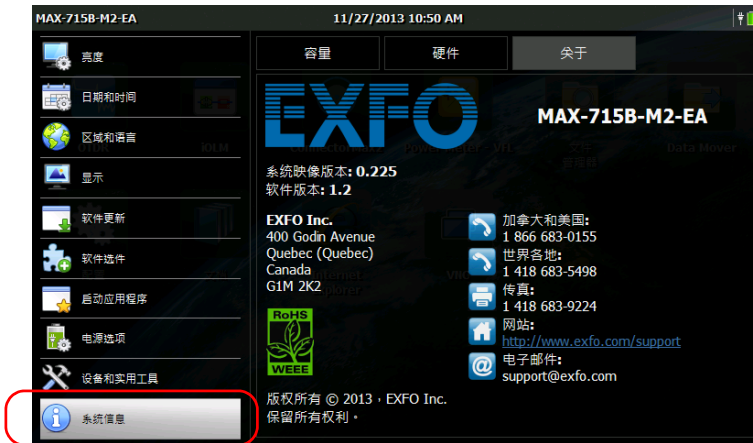 MAX-715B-M2-EA
11/27/2013 10:50 AM
亮度
日期和时间
区域和语言
显示
软件更新
软件选件
启动应用程序
电源选项
设备和实用工具
系统信息
容量
硬件
关于
EXFO
MAX-715B-M2-EA
系统映像版本: 0.225
软件版本: 1.2
EXFO Inc.
400 Godin Avenue
Quebec (Quebec)
Canada
G1M 2K2
RoHS
WEEE
加拿大和美国:
1 866 683-0155
世界各地:
1 418 683-5498
传真:
1 418 683-9224
网站:
http://www.exfo.com/support
电子邮件:
support@exfo.com
版权所有 © 2013，EXFO Inc.
保留所有权利。
OTDR
iOLM
Data Mover